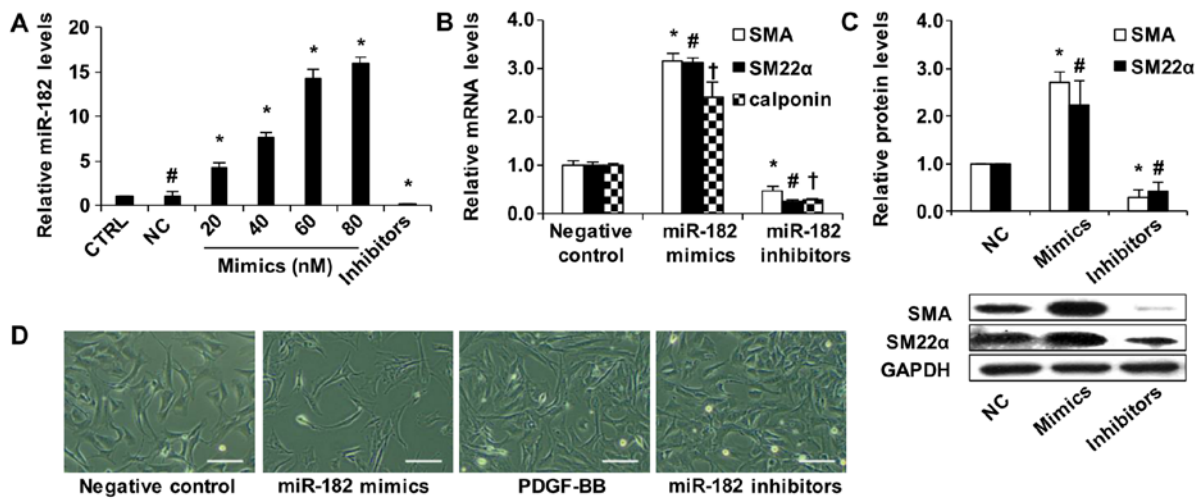 A
Relative miR-182 levels
20
15
10
5
0
*
*
*
*
#
*
CTRL
NC
20
40
60
80
Inhibitors
Mimics (nM)
B
Relative mRNA levels
4.0
3.0
2.0
1.0
0.0
SMA
SM22α
calponin
* # †
* # †
Negative control
miR-182 mimics
miR-182 inhibitors
C
Relative protein levels
4.0
3.0
2.0
1.0
0.0
SMA
SM22α
* #
* #
NC
Mimics
Inhibitors
SMA
SM22α
GAPDH
NC
Mimics
Inhibitors
D
Negative control
miR-182 mimics
PDGF-BB
miR-182 inhibitors